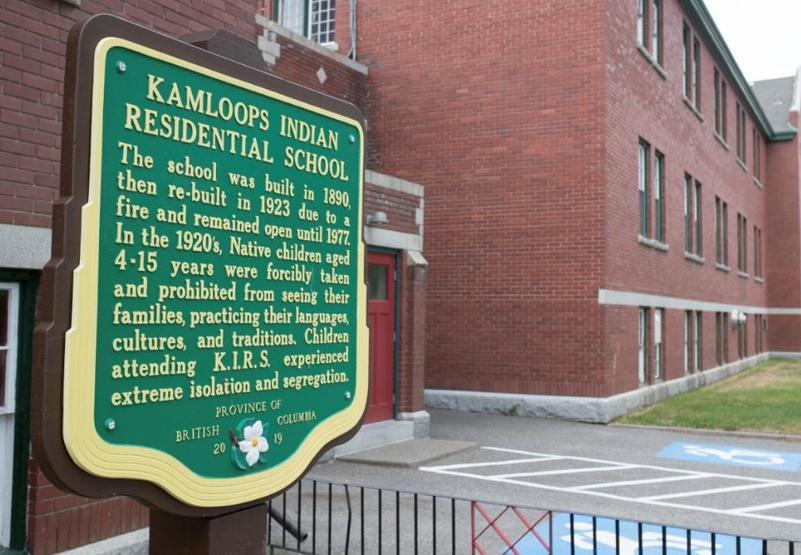 KAMLOOPS INDIAN
RESIDENTIAL SCHOOL
The school was built in 1890,
then re-built in 1923 due to a
fire and remained open until 1977.
In the 1920's, Native children aged
4-15 years were forcibly taken
and prohibited from seeing their
families, practicing their languages,
cultures, and traditions. Children
attending K.I.R.S. experienced
extreme isolation and segregation.
PROVINCE OF
BRITISH COLUMBIA
20 19